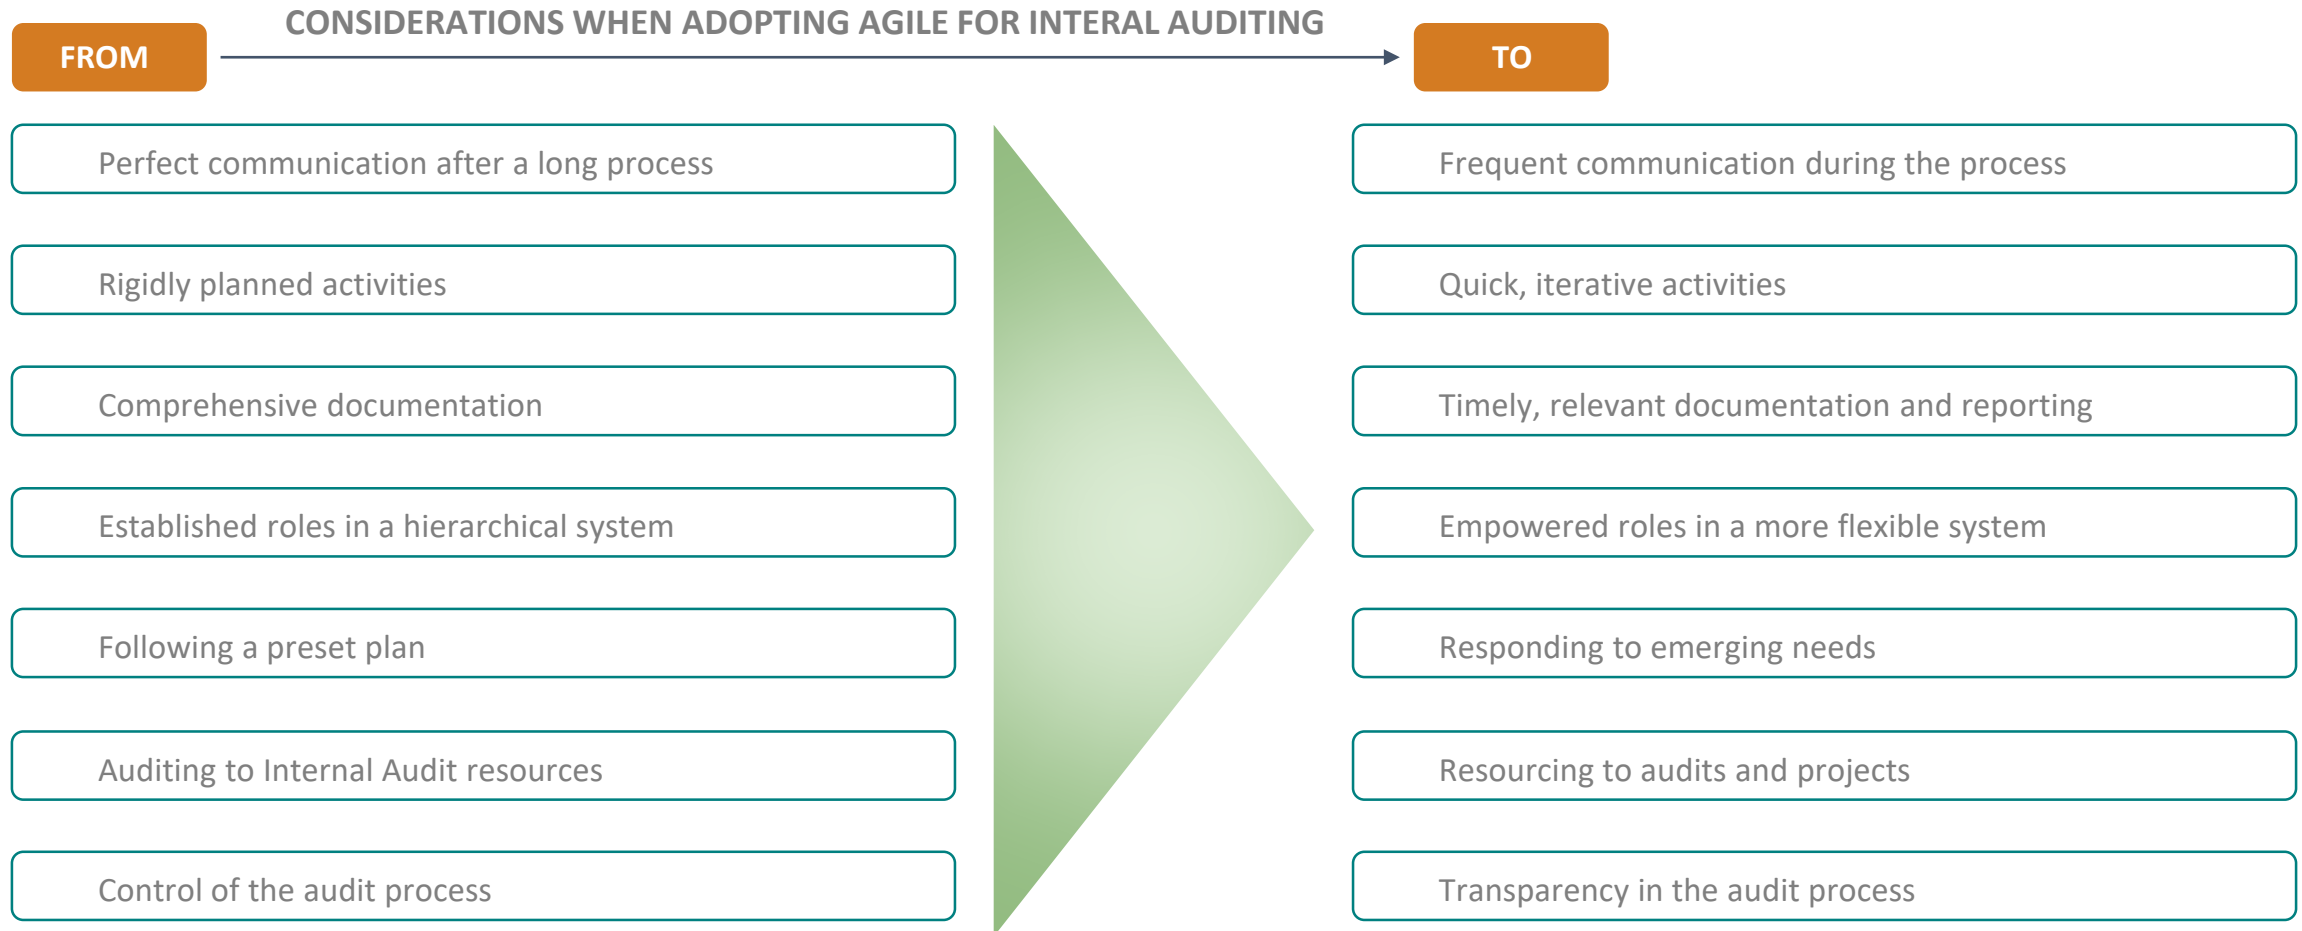 CONSIDERATIONS WHEN ADOPTING AGILE FOR INTERAL AUDITING
FROM
TO
Perfect communication after a long process
Frequent communication during the process
Rigidly planned activities
Quick, iterative activities
Comprehensive documentation
Timely, relevant documentation and reporting
Established roles in a hierarchical system
Empowered roles in a more flexible system
Following a preset plan
Responding to emerging needs
Auditing to Internal Audit resources
Resourcing to audits and projects
Control of the audit process
Transparency in the audit process